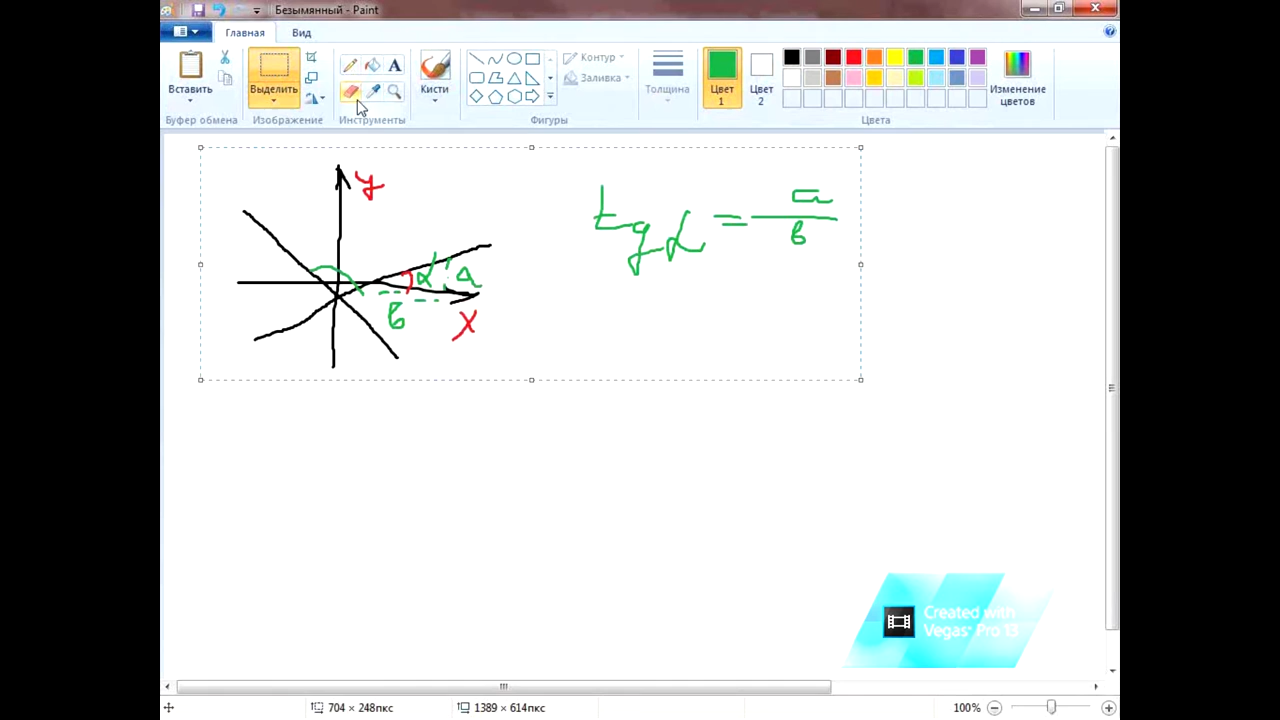 Безымянный - Paint
Главная
Вид
Вставить
Выделить
Кисти
Контур
Заливка
Толщина
Цвет 1
Цвет 2
Изменение цветов
Буфер обмена
Изображение
Инструменты
Фигуры
Цвета
y
α
a
в
x
tg α = a
в
Created with
Vegas Pro 13
704 × 248пкс
1389 × 614пкс
100%